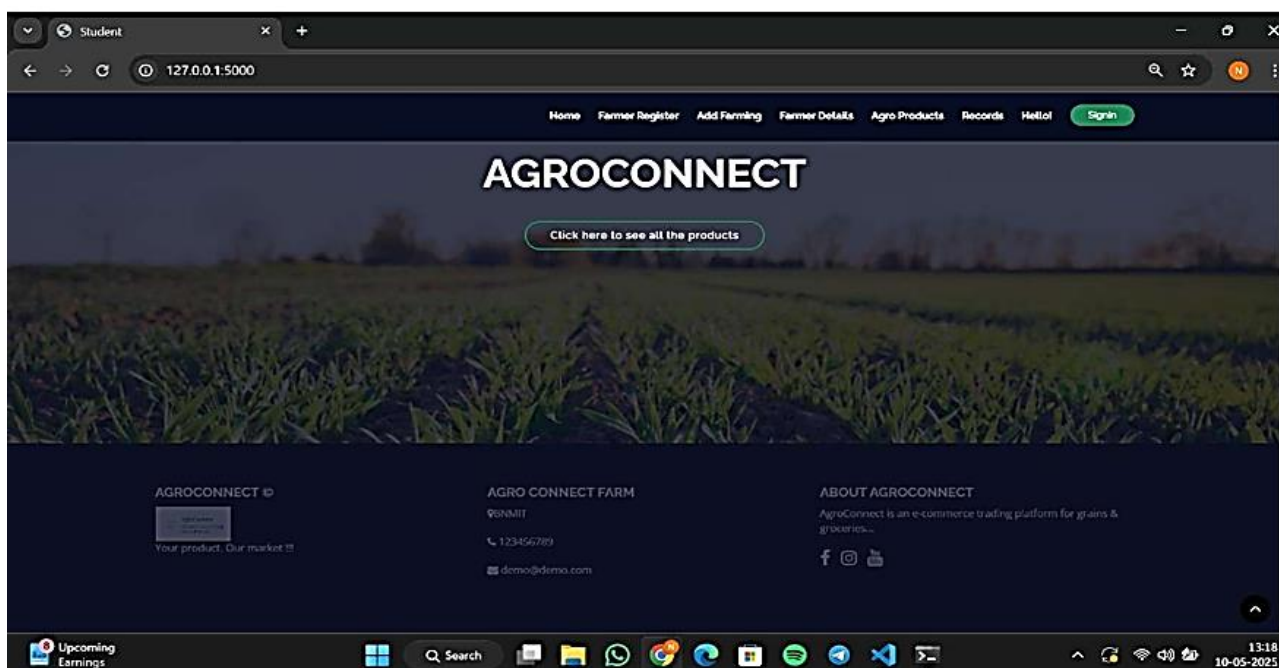 Student
127.0.0.1:5000
N
Home Farmer Register Add Farming Farmer Details Agro Products Records Hello! Signin
AGROCONNECT
Click here to see all the products
AGROCONNECT ©
Your product, Our market !!!
AGRO CONNECT FARM
BNMIT
123456789
demo@demo.com
ABOUT AGROCONNECT
AgroConnect is an e-commerce trading platform for grains &
groceries...
Upcoming
Earnings
Search
13:18
10-05-2025